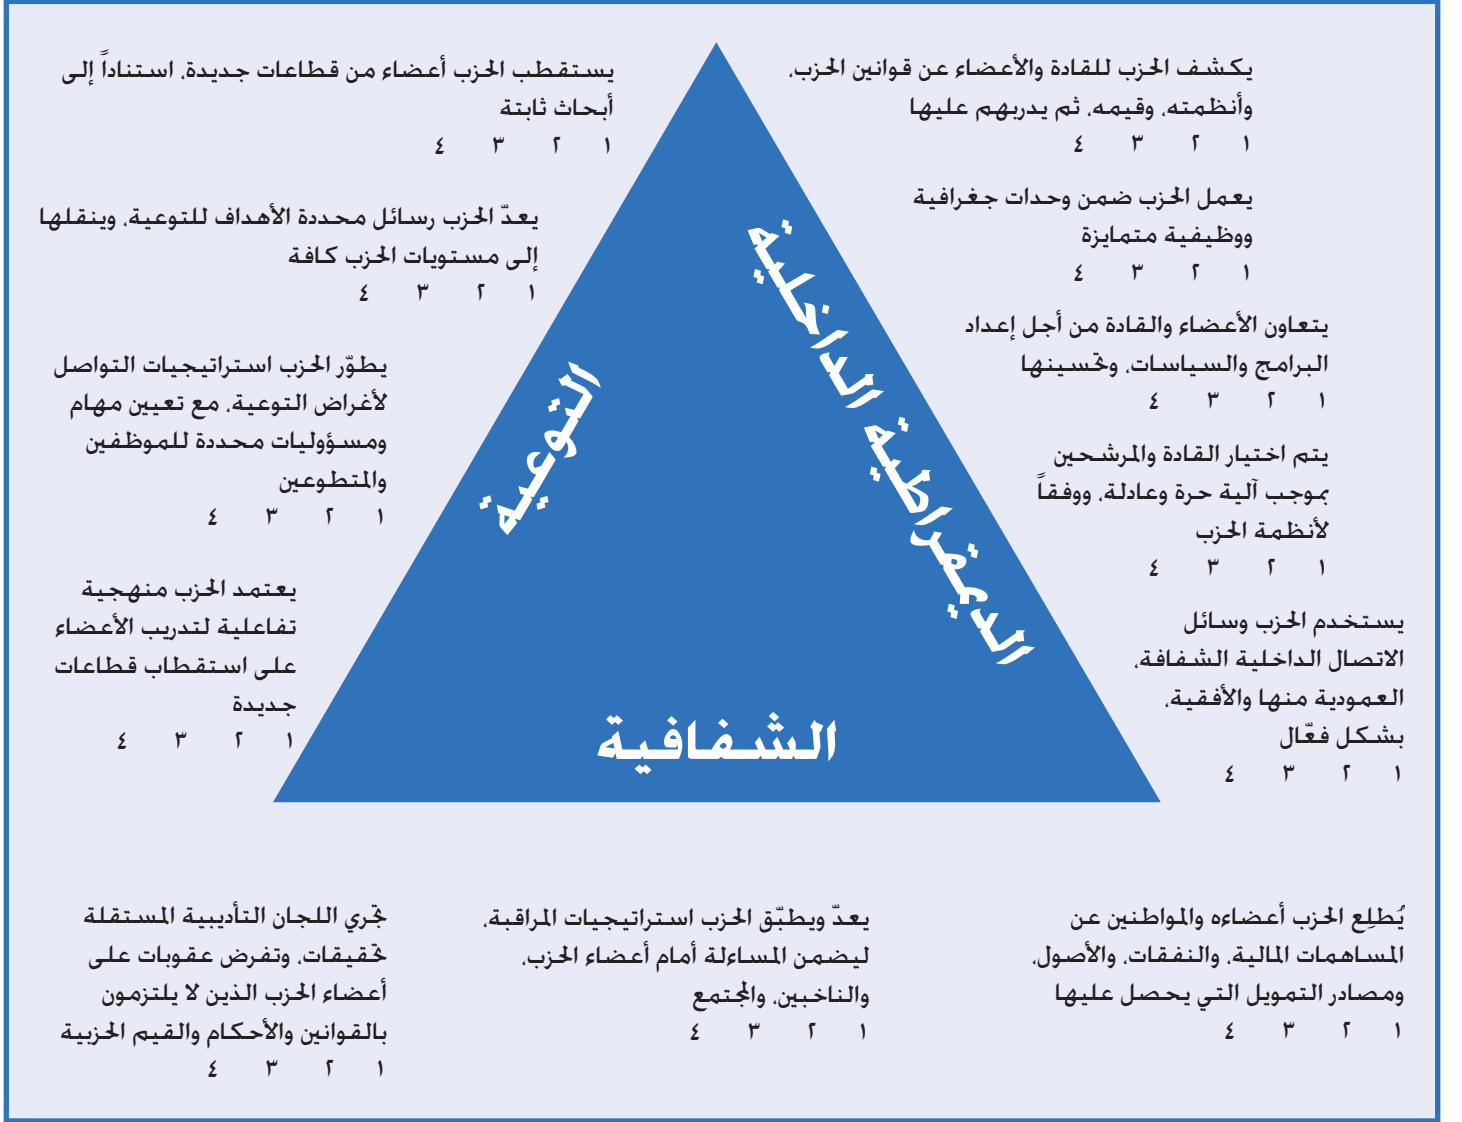 يكشف الحزب للقادة والأعضاء عن قوانين الحزب،
وأنظمته، وقيمه، ثم يدربهم عليها
١ ٢ ٣ ٤
يعمل الحزب ضمن وحدات جغرافية
ووظيفية متمايزة
١ ٢ ٣ ٤
يتعاون الأعضاء والقادة من أجل إعداد
البرامج والسياسات، وتحسينها
١ ٢ ٣ ٤
يتم اختيار القادة والمرشحين
بموجب آلية حرة وعادلة، ووفقاً
لأنظمة الحزب
١ ٢ ٣ ٤
يستخدم الحزب وسائل
الاتصال الداخلية الشفافة،
العمودية منها والأفقية،
بشكل فعّال
١ ٢ ٣ ٤
الديمقراطية الداخلية
التوعية
الشفافية
يستقطب الحزب أعضاء من قطاعات جديدة، استناداً إلى
أبحاث ثابتة
١ ٢ ٣ ٤
يعدّ الحزب رسائل محددة الأهداف للتوعية، وينقلها
إلى مستويات الحزب كافة
١ ٢ ٣ ٤
يطوّر الحزب استراتيجيات التواصل
لأغراض التوعية، مع تعيين مهام
ومسؤوليات محددة للموظفين
والمتطوعين
١ ٢ ٣ ٤
يعتمد الحزب منهجية
تفاعلية لتدريب الأعضاء
على استقطاب قطاعات
جديدة
١ ٢ ٣ ٤
يُطلِع الحزب أعضاءه والمواطنين عن
المساهمات المالية، والنفقات، والأصول،
ومصادر التمويل التي يحصل عليها
١ ٢ ٣ ٤
يعدّ ويطبّق الحزب استراتيجيات المراقبة،
ليضمن المساءلة أمام أعضاء الحزب،
والناخبين، والمجتمع
١ ٢ ٣ ٤
تجري اللجان التأديبية المستقلة
تحقيقات، وتفرض عقوبات على
أعضاء الحزب الذين لا يلتزمون
بالقوانين والأحكام والقيم الحزبية
١ ٢ ٣ ٤